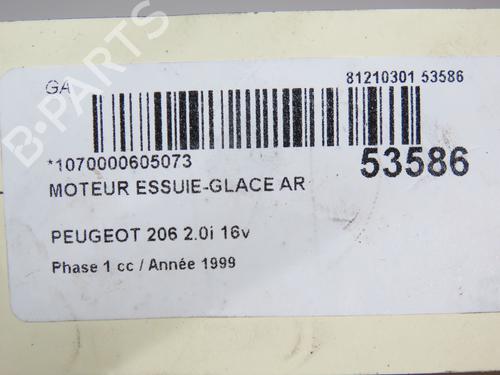 GA
81210301 53586
*1070000605073
53586
MOTEUR ESSUIE-GLACE AR
PEUGEOT 206 2.0i 16v
Phase 1 cc / Année 1999
B-PARTS